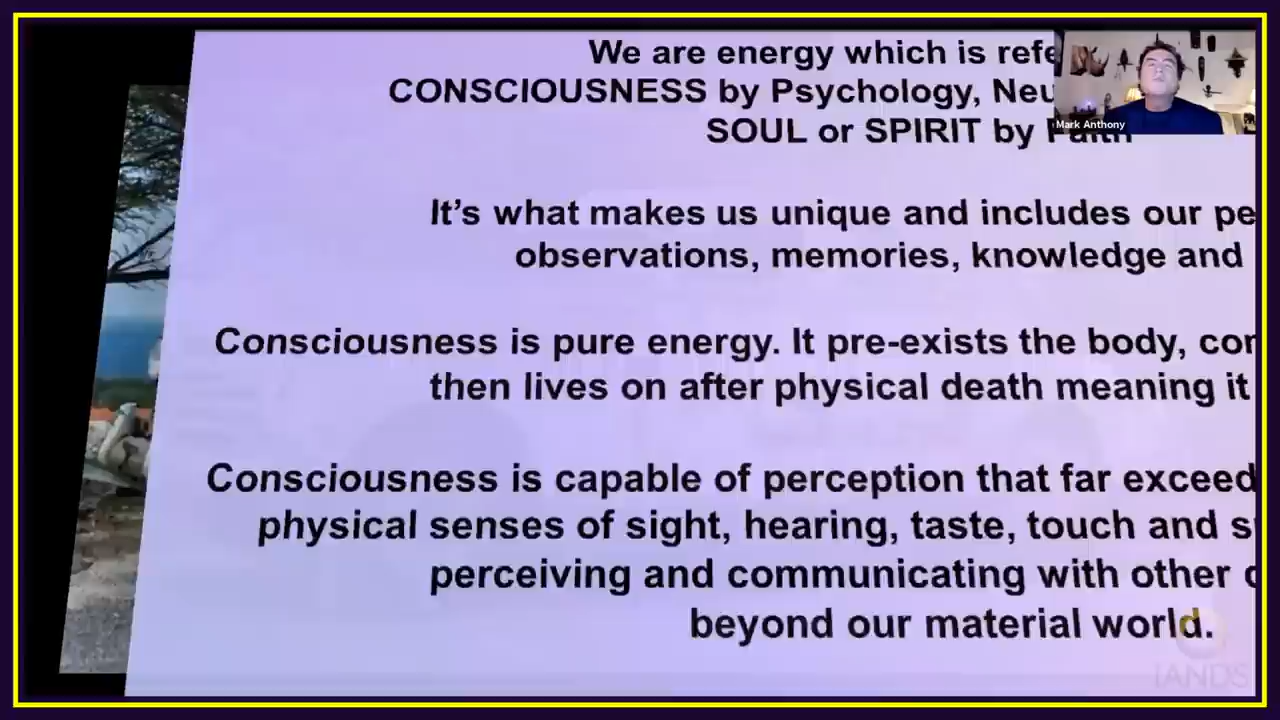 We are energy which is refe
CONSCIOUSNESS by Psychology, Neu
SOUL or SPIRIT by Faith
Mark Anthony
It’s what makes us unique and includes our pe
observations, memories, knowledge and
Consciousness is pure energy. It pre-exists the body, con
then lives on after physical death meaning it
Consciousness is capable of perception that far exceed
physical senses of sight, hearing, taste, touch and s
perceiving and communicating with other
beyond our material world.
IANDS